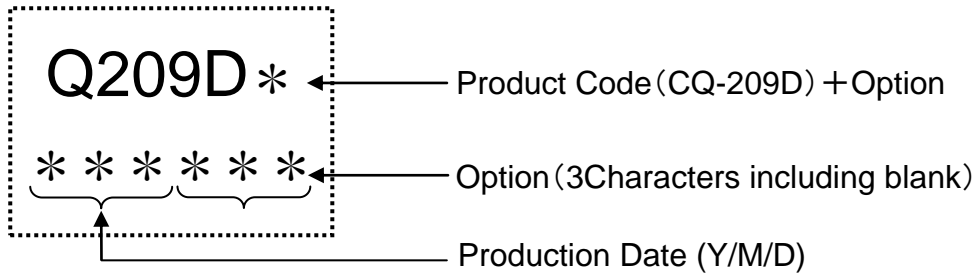 Q209D＊
Product Code（CQ-209D）＋Option
＊＊＊＊＊＊
Option（3Characters including blank）
Production Date (Y/M/D)